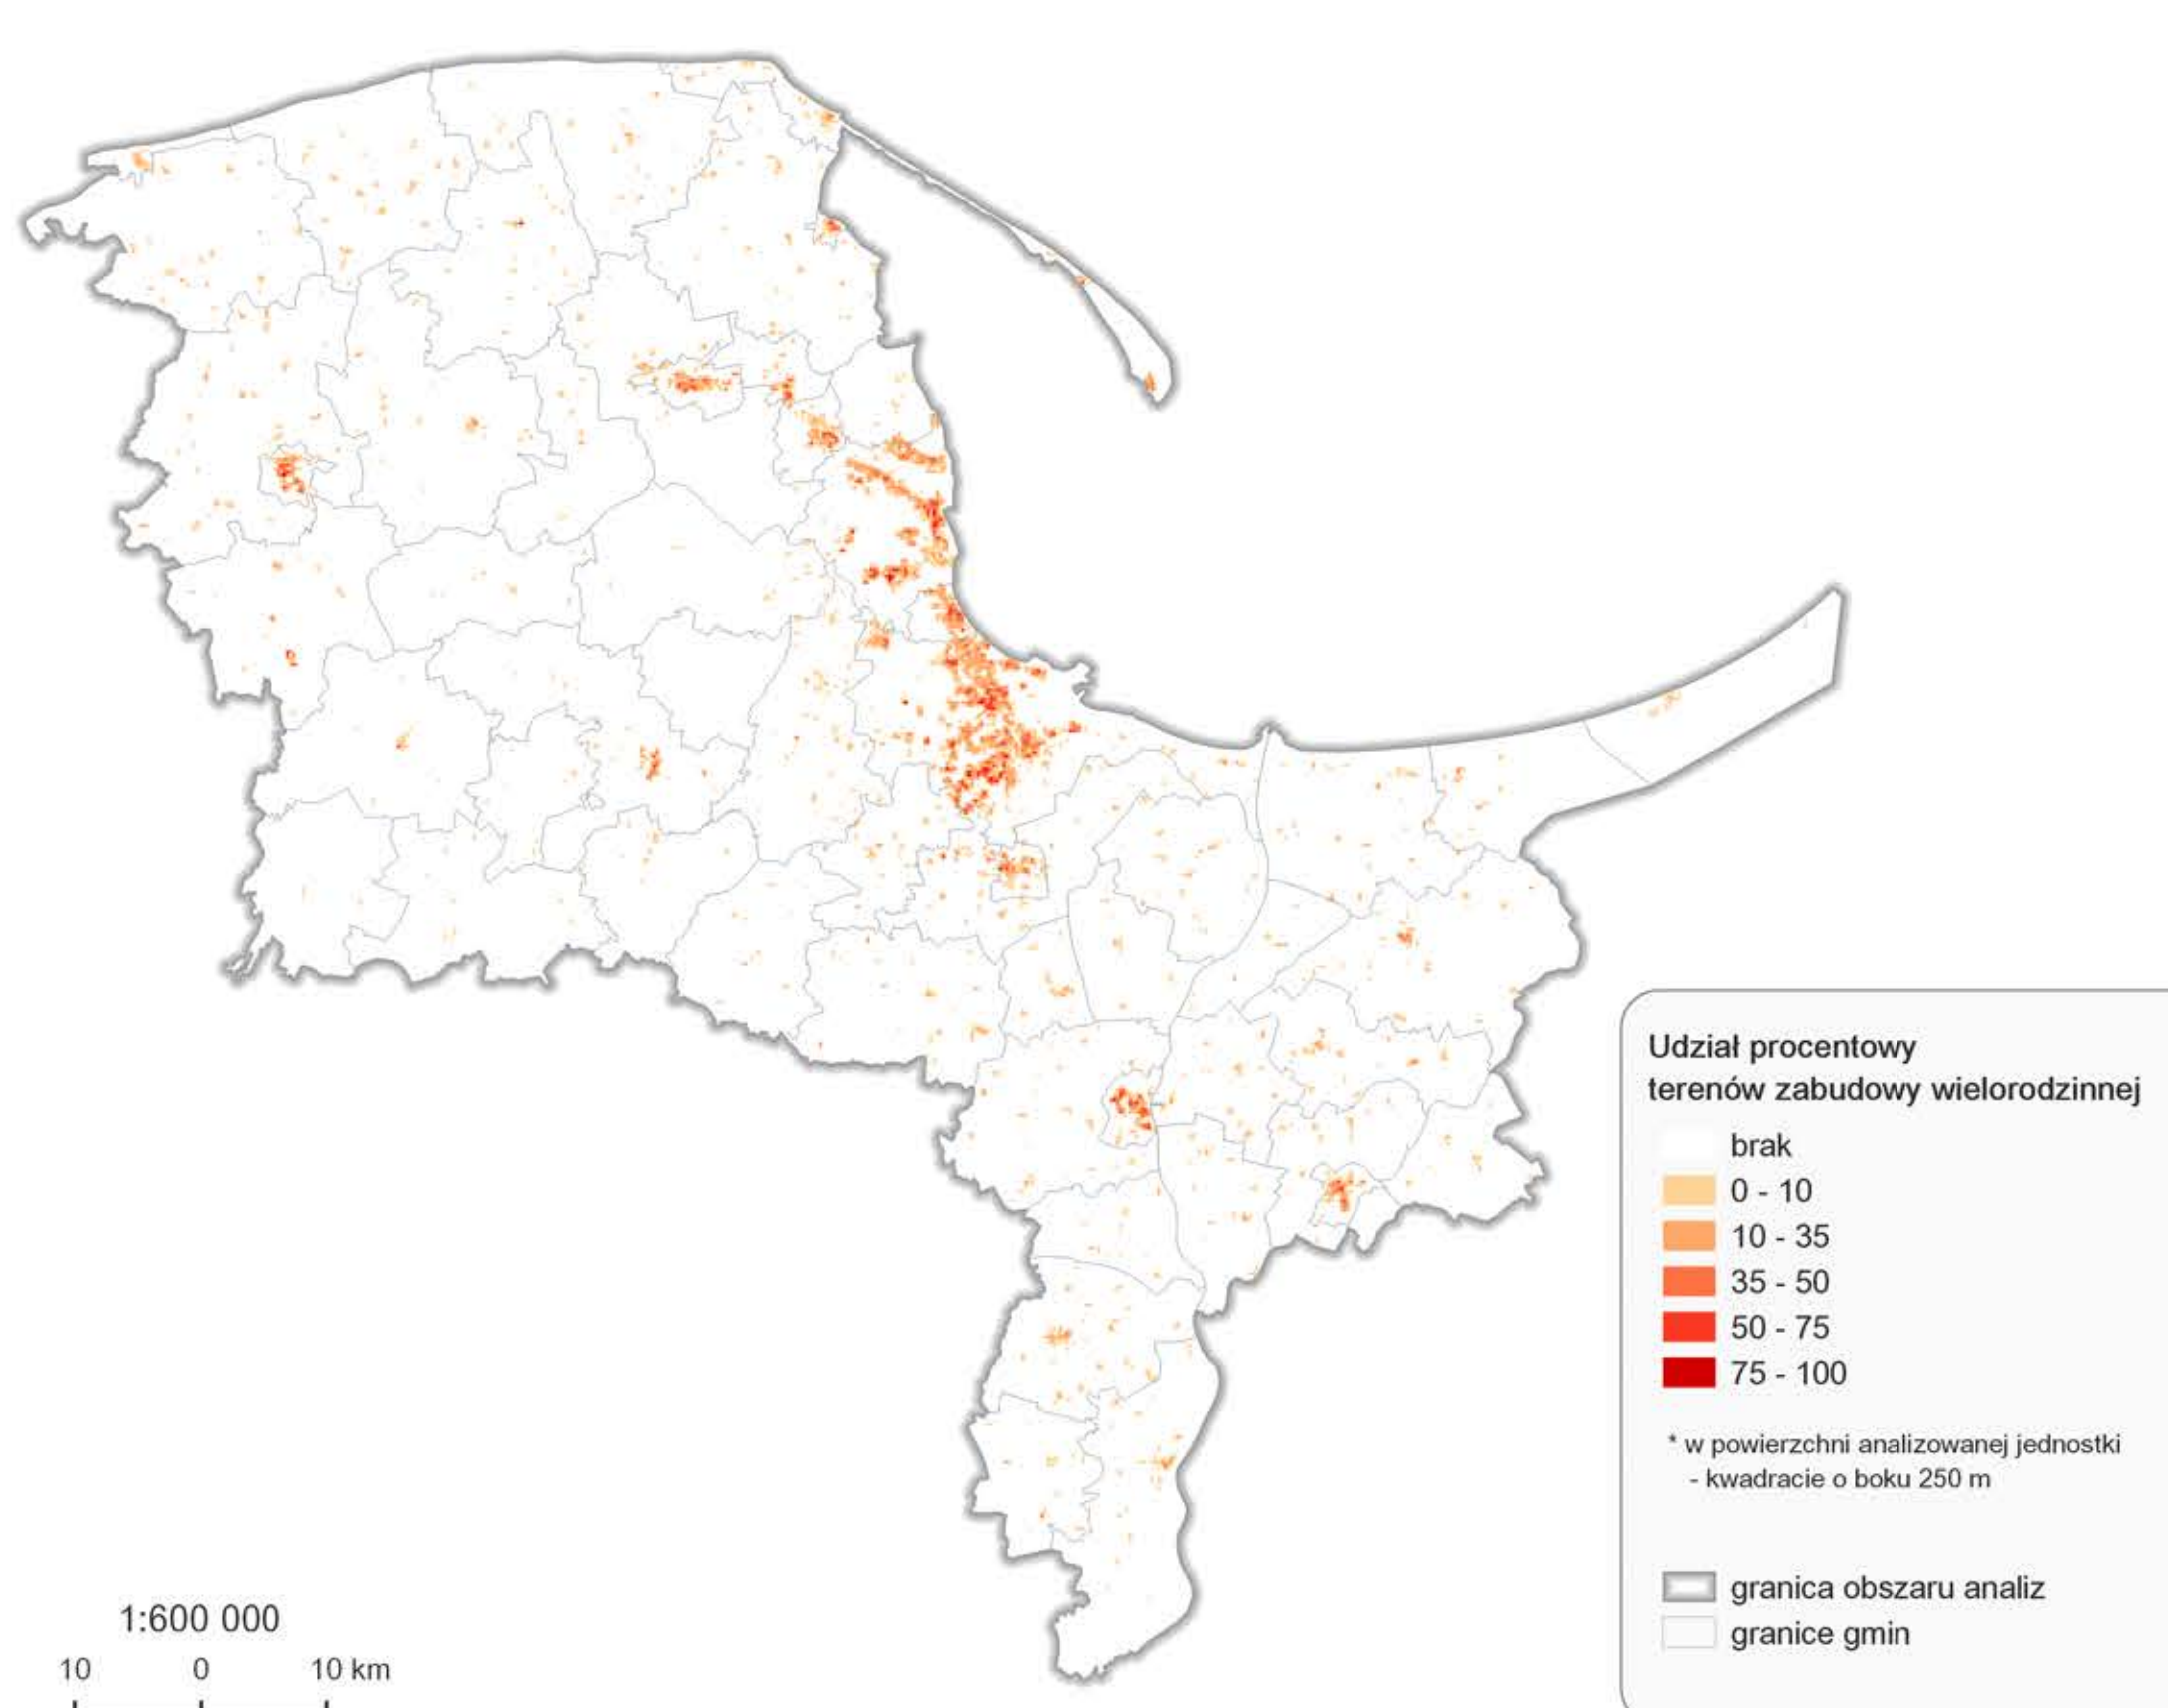 Udział procentowy
terenów zabudowy wielorodzinnej
brak
0 - 10
10 - 35
35 - 50
50 - 75
75 - 100
* w powierzchni analizowanej jednostki
- kwadracie o boku 250 m
granica obszaru analiz
granice gmin
1:600 000
10 0 10 km